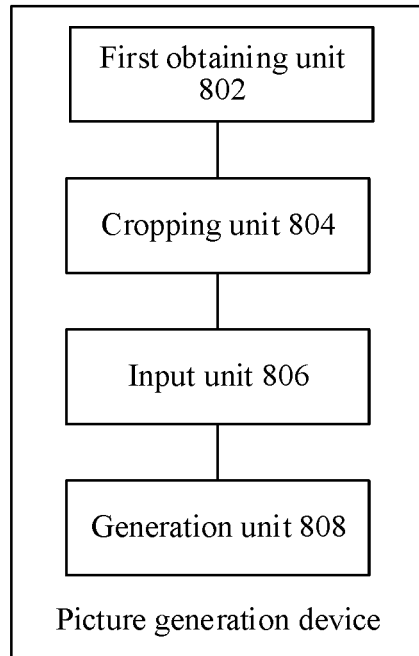 First obtaining unit
802
Cropping unit 804
Input unit 806
Generation unit 808
Picture generation device